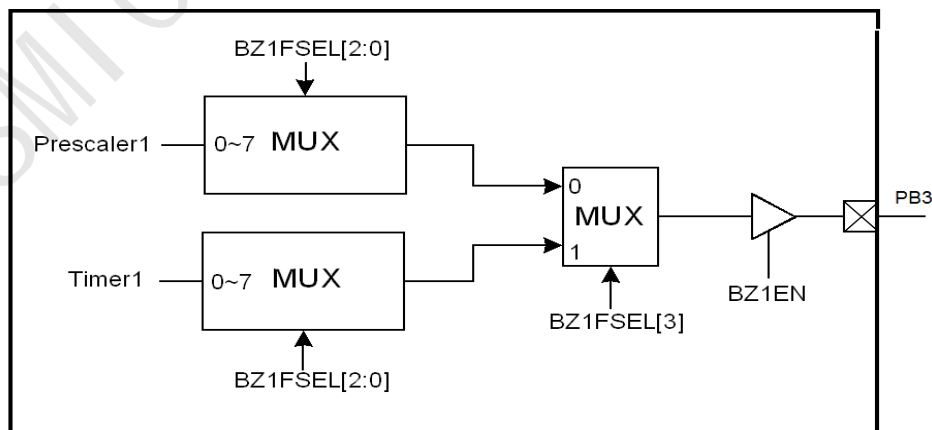 BZ1FSEL[2:0]
Prescaler1
0~7 MUX
0
MUX
1
PB3
Timer1
0~7 MUX
BZ1EN
BZ1FSEL[3]
BZ1FSEL[2:0]